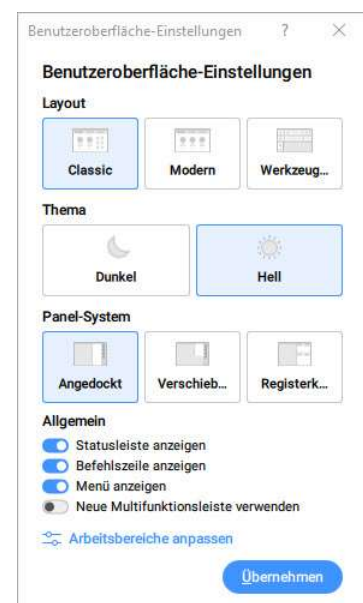 Benutzeroberfläche-Einstellungen ? ×
Benutzeroberfläche-Einstellungen
Layout
Classic Modern Werkzeug...
Thema
Dunkel Hell
Panel-System
Angedockt Verschieb... Registerk...
Allgemein
Statusleiste anzeigen
Befehlszeile anzeigen
Menü anzeigen
Neue Multifunktionsleiste verwenden
Arbeitsbereiche anpassen
Übernehmen